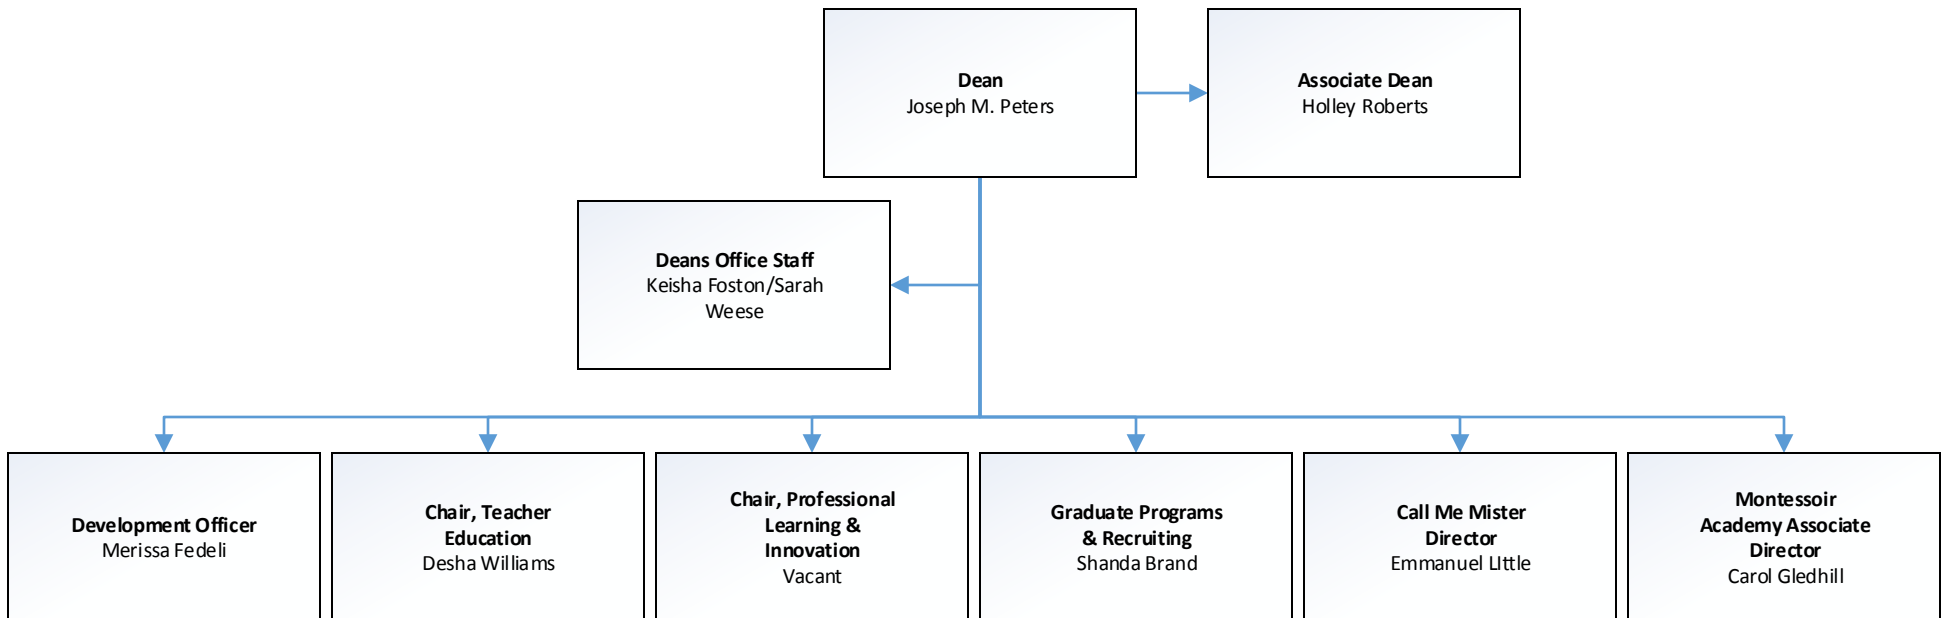 Dean
Joseph M. Peters
Associate Dean
Holley Roberts
Deans Office Staff
Keisha Foston/Sarah
Weese
Development Officer
Merissa Fedeli
Chair, Teacher
Education
Desha Williams
Chair, Professional
Learning &
Innovation
Vacant
Graduate Programs
& Recruiting
Shanda Brand
Call Me Mister
Director
Emmanuel LIttle
Montessoir
Academy Associate
Director
Carol Gledhill